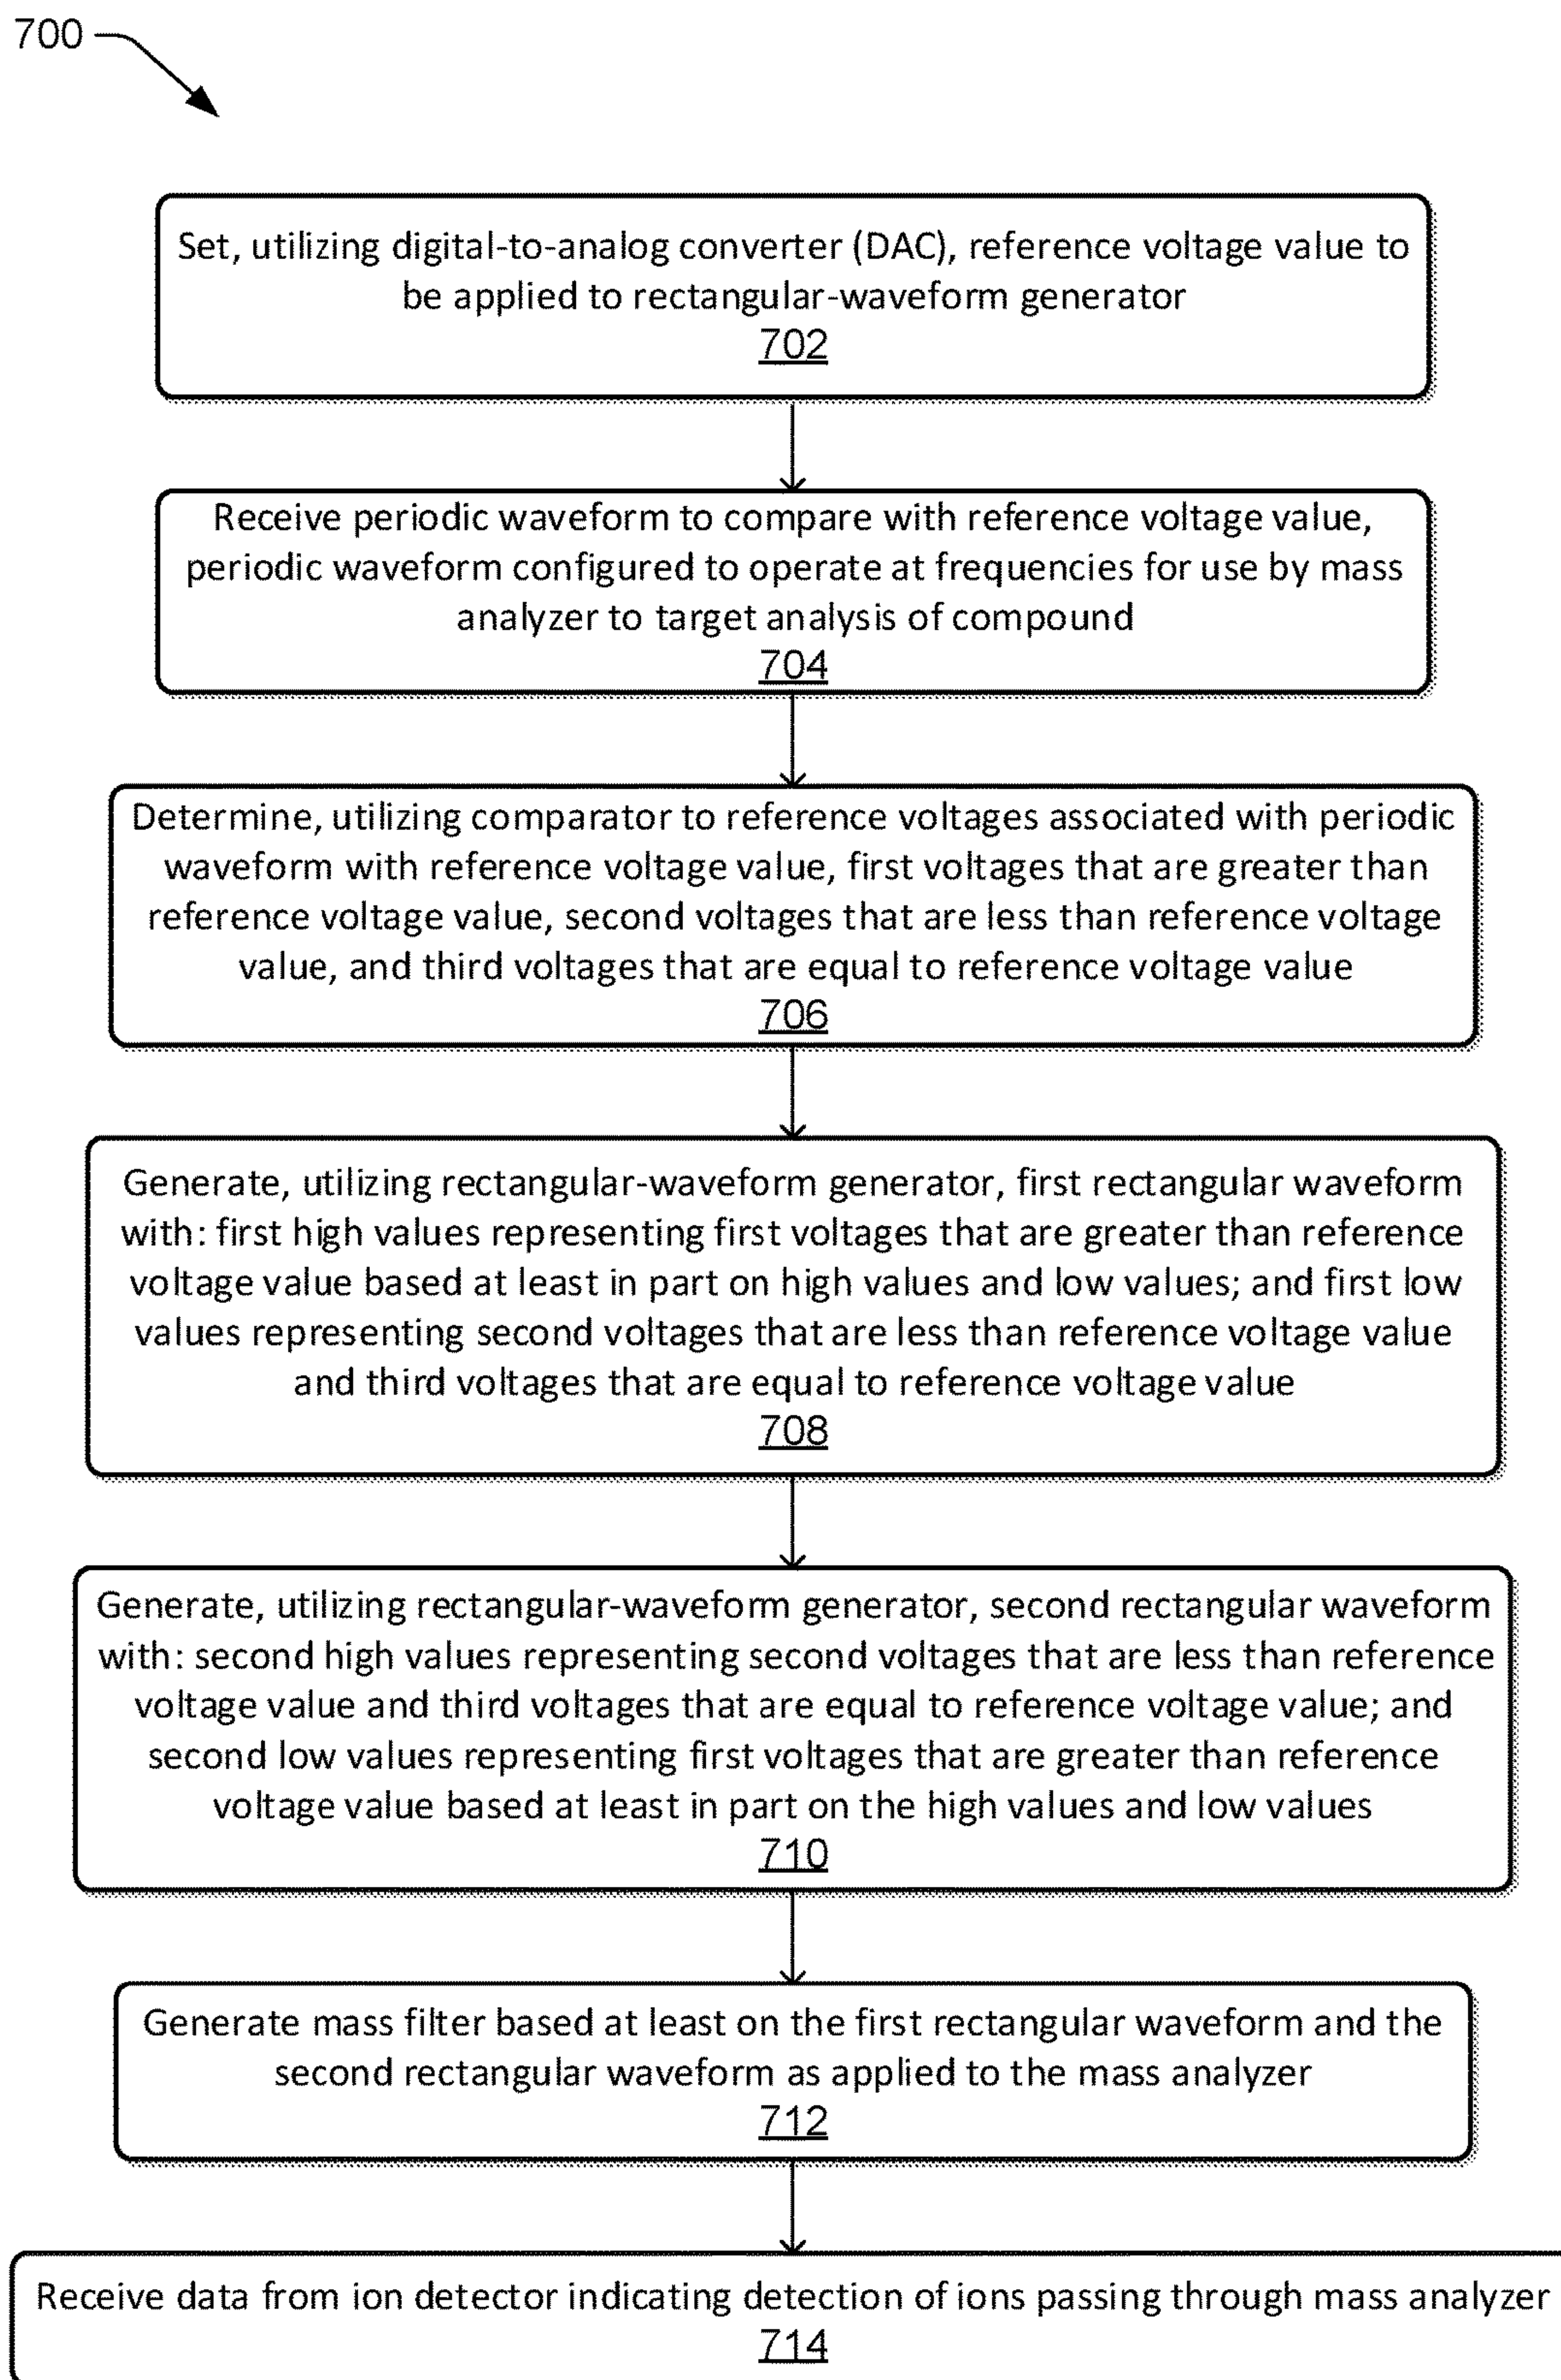 700
Set, utilizing digital-to-analog converter (DAC), reference voltage value to
be applied to rectangular-waveform generator
702
Receive periodic waveform to compare with reference voltage value,
periodic waveform configured to operate at frequencies for use by mass
analyzer to target analysis of compound
704
Determine, utilizing comparator to reference voltages associated with periodic
waveform with reference voltage value, first voltages that are greater than
reference voltage value, second voltages that are less than reference voltage
value, and third voltages that are equal to reference voltage value
706
Generate, utilizing rectangular-waveform generator, first rectangular waveform
with: first high values representing first voltages that are greater than reference
voltage value based at least in part on high values and low values; and first low
values representing second voltages that are less than reference voltage value
and third voltages that are equal to reference voltage value
708
Generate, utilizing rectangular-waveform generator, second rectangular waveform
with: second high values representing second voltages that are less than reference
voltage value and third voltages that are equal to reference voltage value; and
second low values representing first voltages that are greater than reference
voltage value based at least in part on the high values and low values
710
Generate mass filter based at least on the first rectangular waveform and the
second rectangular waveform as applied to the mass analyzer
712
Receive data from ion detector indicating detection of ions passing through mass analyzer
714